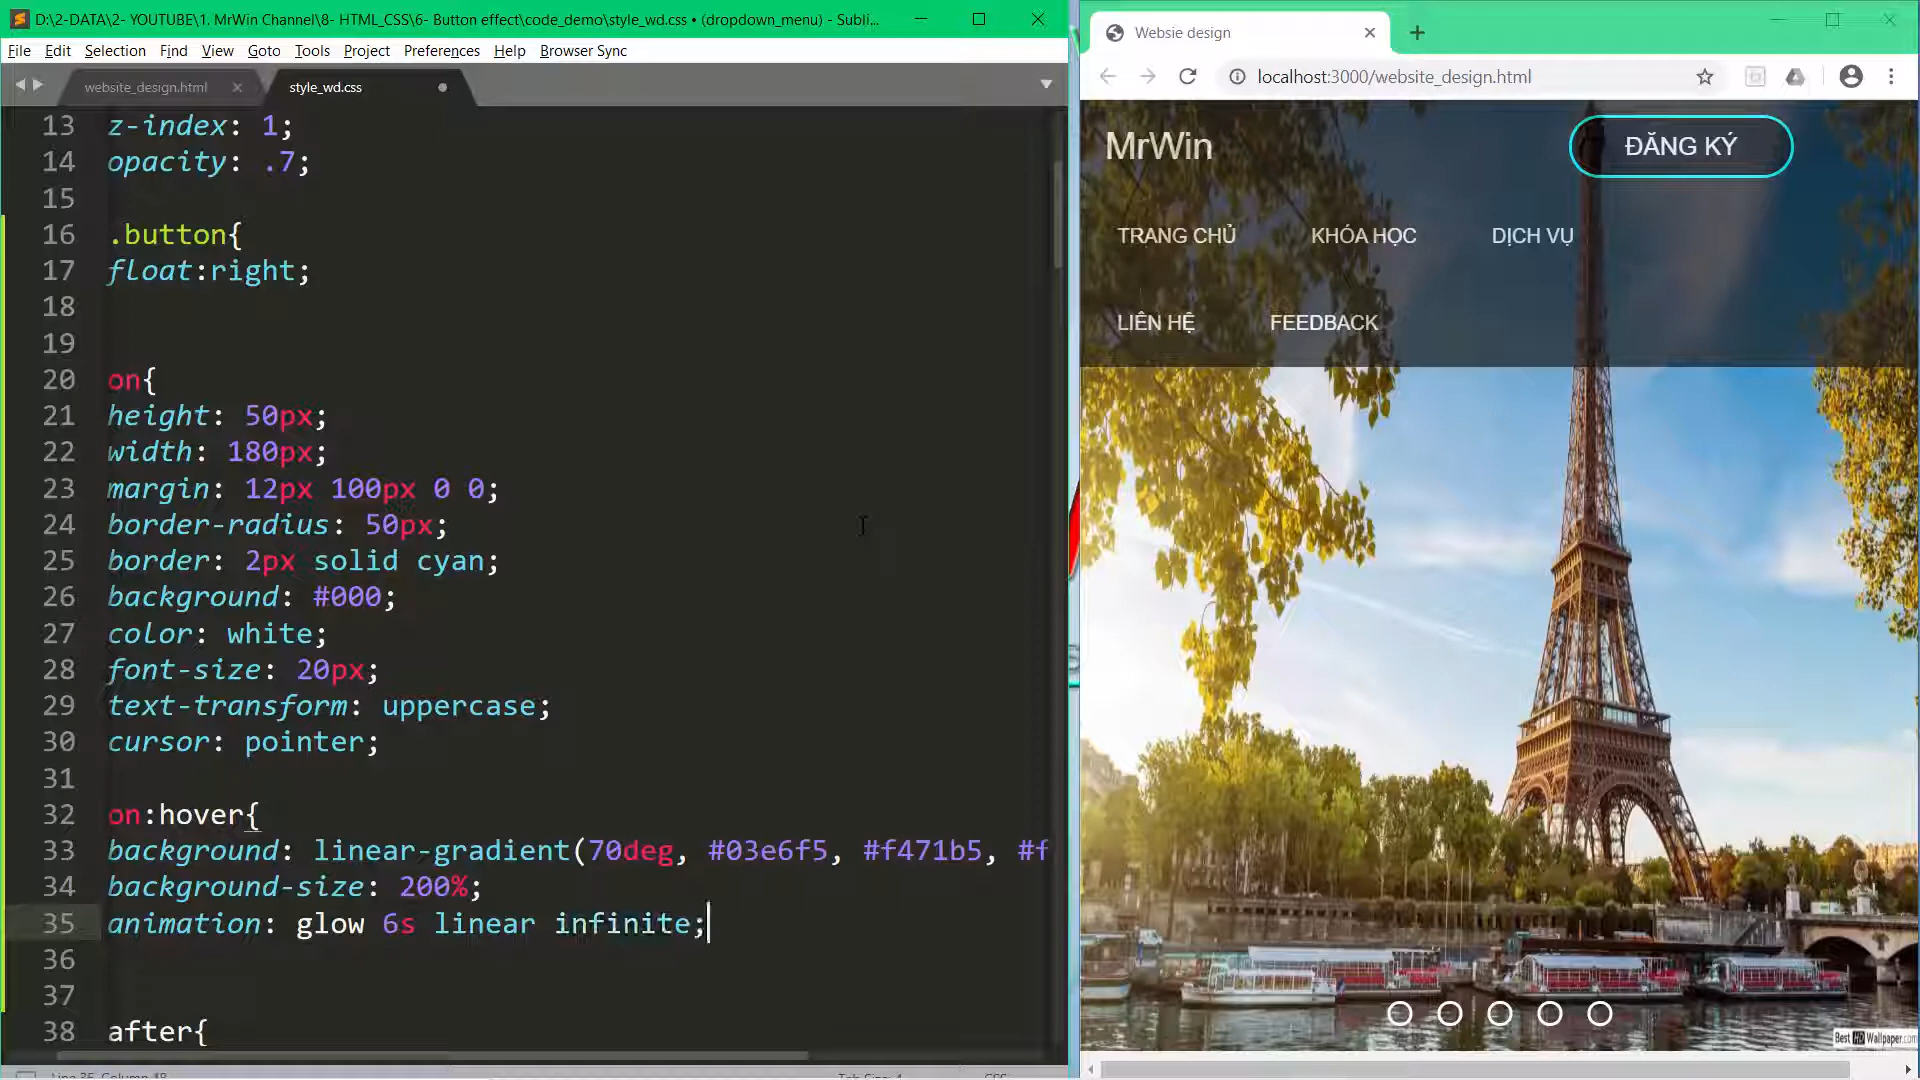 D:\2-DATA\2- YOUTUBE\1. MrWin Channel\8- HTML_CSS\6- Button effect\code_demo\style_wd.css • (dropdown_menu) - Subli...
File Edit Selection Find View Goto Tools Project Preferences Help Browser Sync
website_design.html
style_wd.css
13 z-index: 1;
14 opacity: .7;
15
16 .button{
17 float:right;
18
19
20 on{
21 height: 50px;
22 width: 180px;
23 margin: 12px 100px 0 0;
24 border-radius: 50px;
25 border: 2px solid cyan;
26 background: #000;
27 color: white;
28 font-size: 20px;
29 text-transform: uppercase;
30 cursor: pointer;
31
32 on:hover{
33 background: linear-gradient(70deg, #03e6f5, #f471b5, #f
34 background-size: 200%;
35 animation: glow 6s linear infinite;
36
37
38 after{
Websie design
localhost:3000/website_design.html
MrWin
ĐĂNG KÝ
TRANG CHỦ KHÓA HỌC DỊCH VỤ
LIÊN HỆ FEEDBACK
Best HD Wallpaper.com